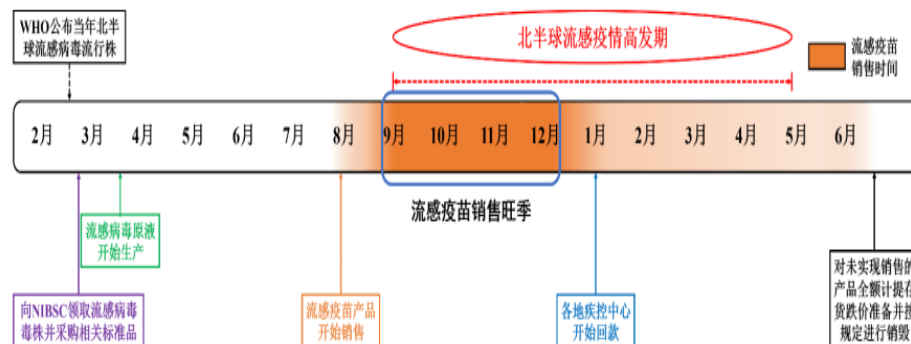 WHO公布当年北半
球流感病毒流行株
北半球流感疫情高发期
流感疫苗
销售时间
2月 3月 4月 5月 6月 7月 8月 9月 10月 11月 12月 1月 2月 3月 4月 5月 6月
流感疫苗销售旺季
流感病毒原液
开始生产
向NIBSC领取流感病毒
毒株并采购相关标准品
流感疫苗产品
开始销售
各地疾控中心
开始回款
对未实现销售的
产品全额计提存
货跌价准备并按
规定进行销毁